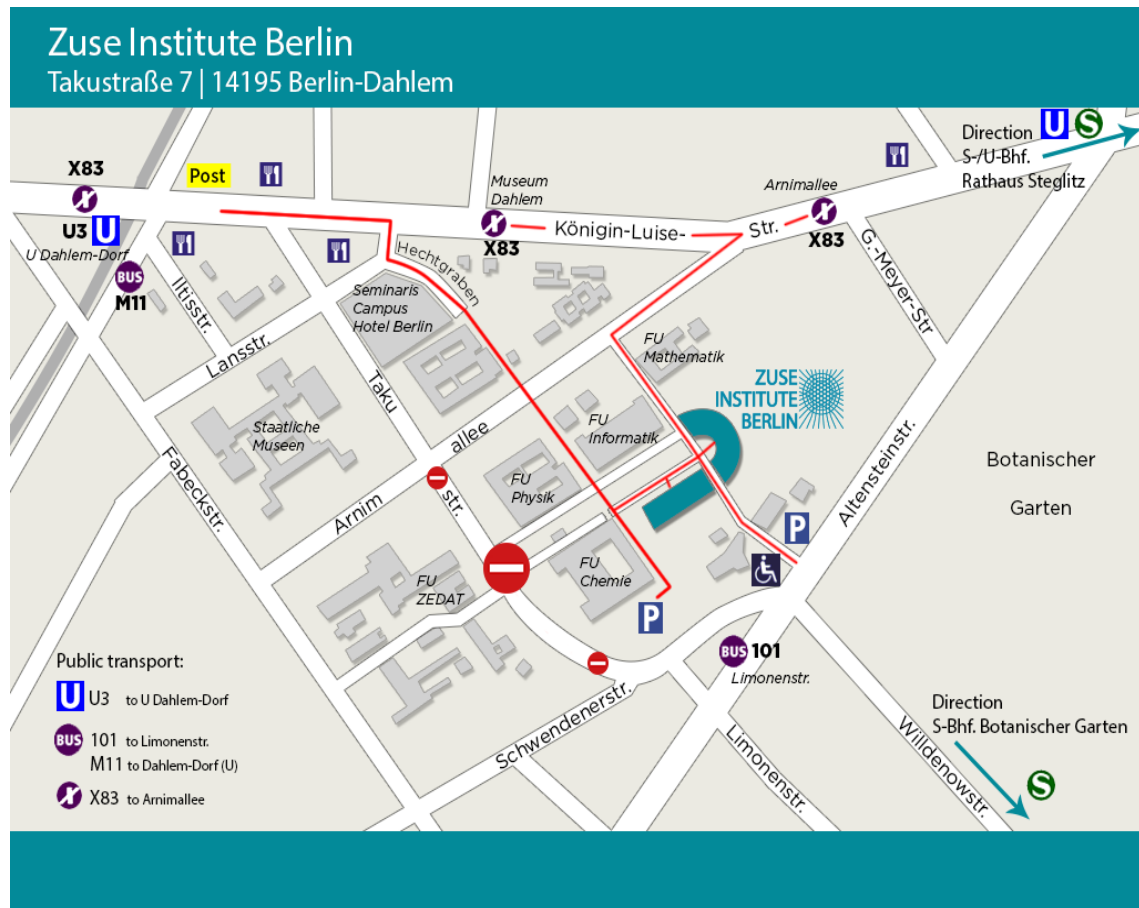 Zuse Institute Berlin
Takustraße 7 | 14195 Berlin-Dahlem
Direction
S-/U-Bhf.
Rathaus Steglitz
U
S
X83
Post
U3
U
U Dahlem-Dorf
BUS
M11
Museum
Dahlem
X83
Königin-Luise-
Str.
Arnimallee
X83
Hechtgraben
G.-Meyer-Str
Iltisstr.
Lansstr.
Seminaris
Campus
Hotel Berlin
FU
Mathematik
ZUSE
INSTITUTE
BERLIN
Taku
str.
Staatliche
Museen
FU
Informatik
Arnim
allee
FU
Physik
Fabeckstr.
Altensteinstr.
Botanischer
Garten
P
FU
ZEDAT
FU
Chemie
P
BUS 101
Limonenstr.
Schwendenerstr.
Limonenstr.
Willdenowstr.
Direction
S-Bhf. Botanischer Garten
S
Public transport:
U U3 to U Dahlem-Dorf
BUS 101 to Limonenstr.
M11 to Dahlem-Dorf (U)
X X83 to Arnimallee